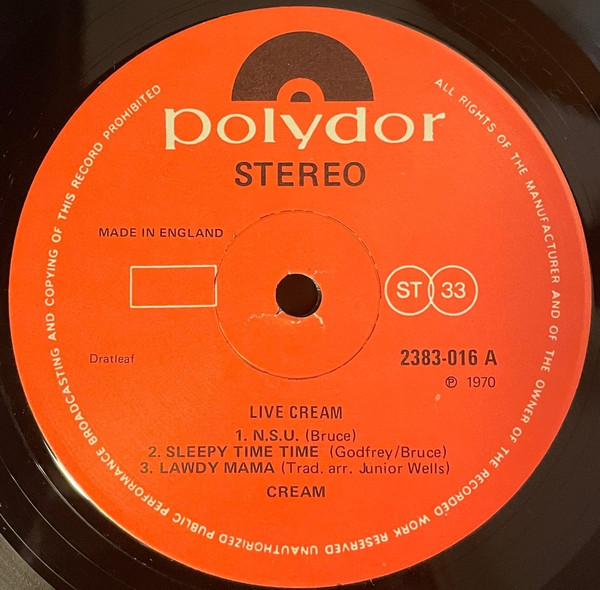 polydor
STEREO
MADE IN ENGLAND
ST 33
Dratleaf
2383-016 A
℗ 1970
LIVE CREAM
1. N.S.U. (Bruce)
2. SLEEPY TIME TIME (Godfrey/Bruce)
3. LAWDY MAMA (Trad. arr. Junior Wells)
CREAM
ALL RIGHTS OF THE MANUFACTURER AND OF THE OWNER OF THE RECORDED WORK RESERVED UNAUTHORIZED PUBLIC PERFORMANCE BROADCASTING AND COPYING OF THIS RECORD PROHIBITED